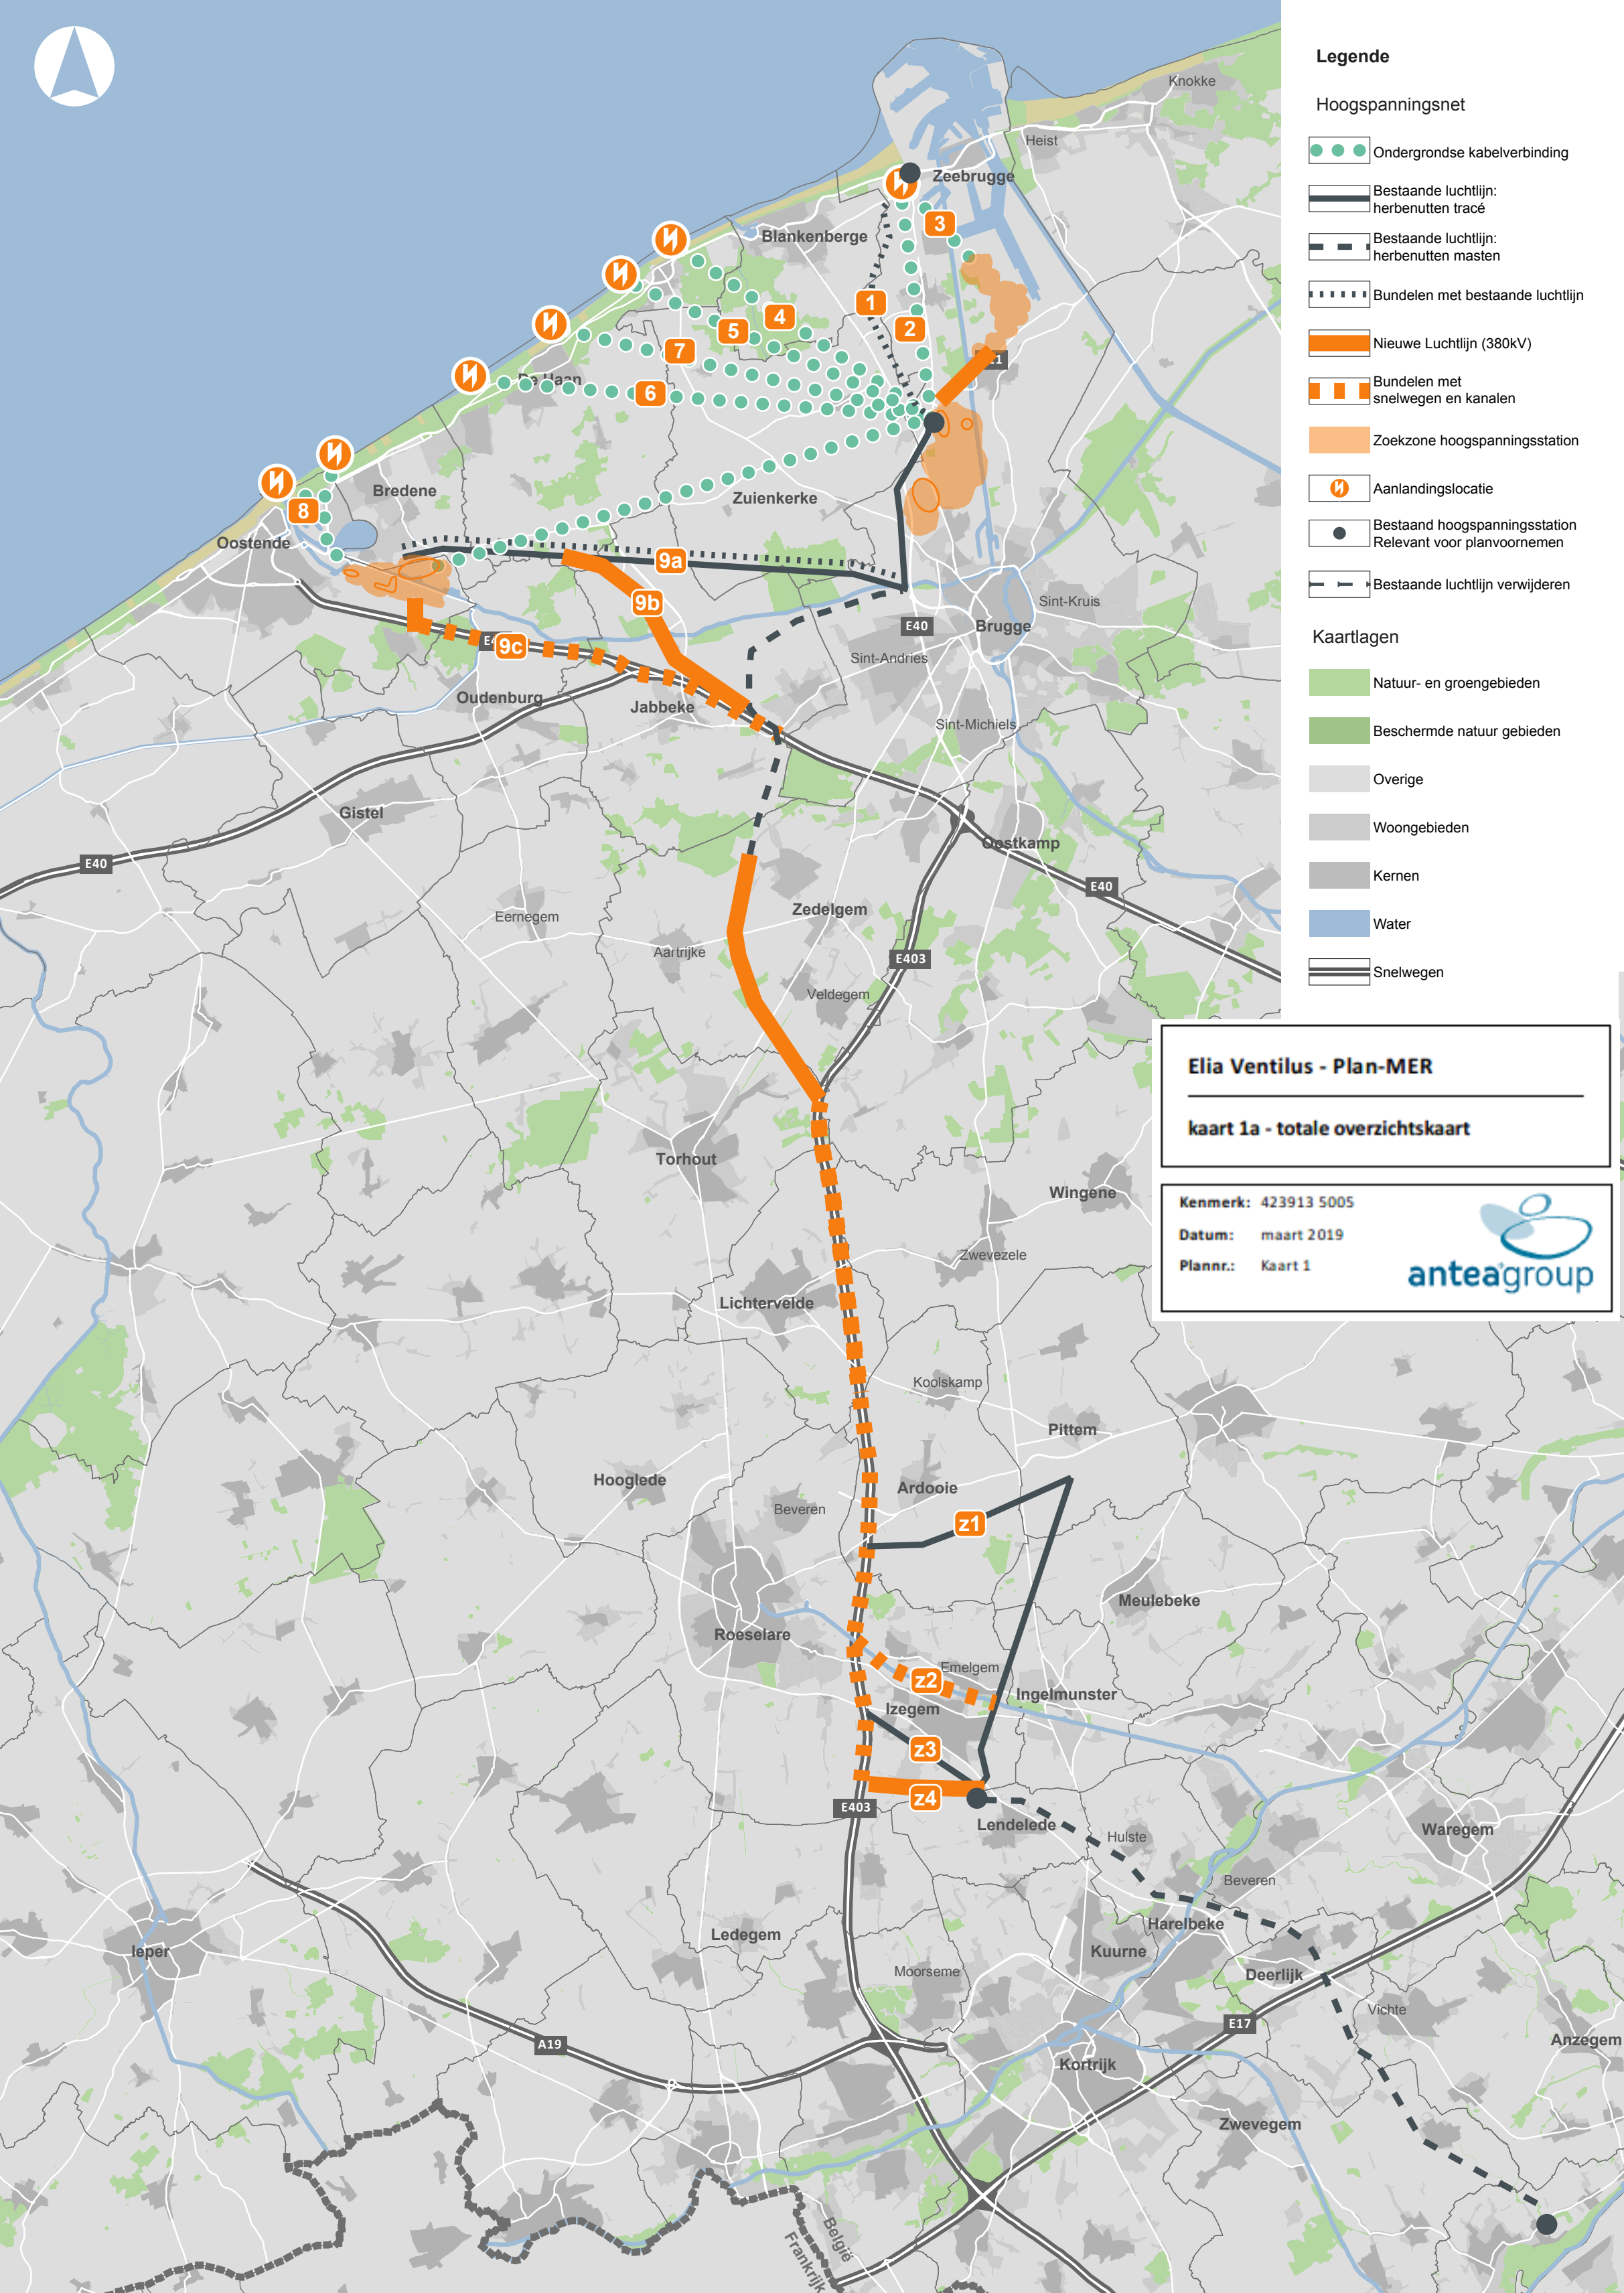 Legende
Hoogspanningsnet
Ondergrondse kabelverbinding
Bestaande luchtlijn:
herbenutten tracé
Bestaande luchtlijn:
herbenutten masten
Bundelen met bestaande luchtlijn
Nieuwe Luchtlijn (380kV)
Bundelen met
snelwegen en kanalen
Zoekzone hoogspanningsstation
Aanlandingslocatie
Bestaand hoogspanningsstation
Relevant voor planvoornemen
Bestaande luchtlijn verwijderen
Kaartlagen
Natuur- en groengebieden
Beschermde natuur gebieden
Overige
Woongebieden
Kernen
Water
Snelwegen
Elia Ventilus - Plan-MER
kaart 1a - totale overzichtskaart
Kenmerk: 423913 5005
Datum: maart 2019
Plannr.: Kaart 1
anteagroup
Knokke
Heist
Zeebrugge
3
Blankenberge
1
4
2
5
7
De Haan
6
Bredene
Zuienkerke
8
Oostende
9a
9b
Sint-Kruis
E40
Brugge
9c
Sint-Andries
Oudenburg
Jabbeke
Sint-Michiels
Gistel
Oostkamp
E40
E40
Zedelgem
Eernegem
Aartrijke
E403
Veldegem
Torhout
Wingene
Zwevezele
Lichtervelde
Koolskamp
Pittem
Hooglede
Ardooie
Beveren
z1
Meulebeke
Roeselare
Emelgem
z2
Ingelmunster
Izegem
z3
z4
E403
Lendelede
Hulste
Waregem
Beveren
Harelbeke
Ledegem
Ieper
Kuurne
Moorseme
Deerlijk
Vichte
E17
Anzegem
A19
Kortrijk
Zwevegem
België
Frankrijk